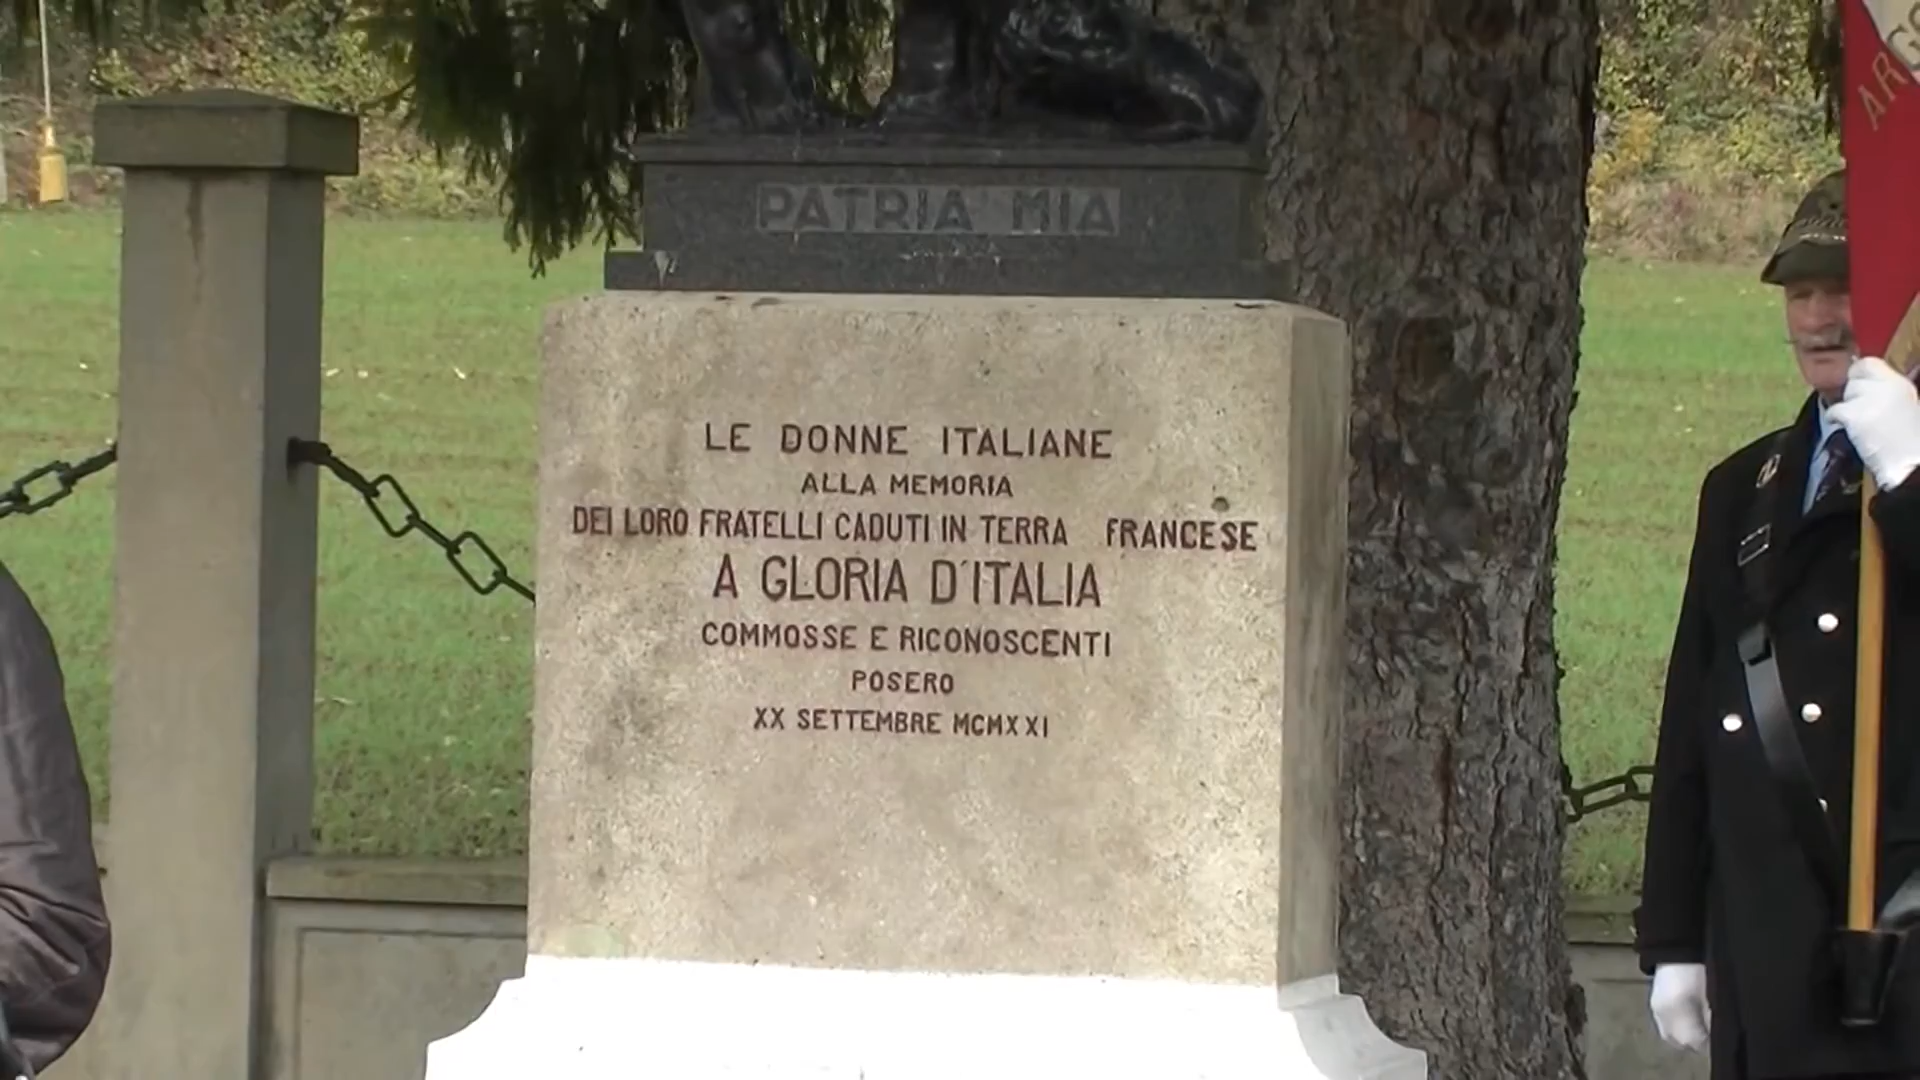 PATRIA MIA
LE DONNE ITALIANE
ALLA MEMORIA
DEI LORO FRATELLI CADUTI IN TERRA FRANCESE
A GLORIA D'ITALIA
COMMOSSE E RICONOSCENTI
POSERO
XX SETTEMBRE MCMXXI